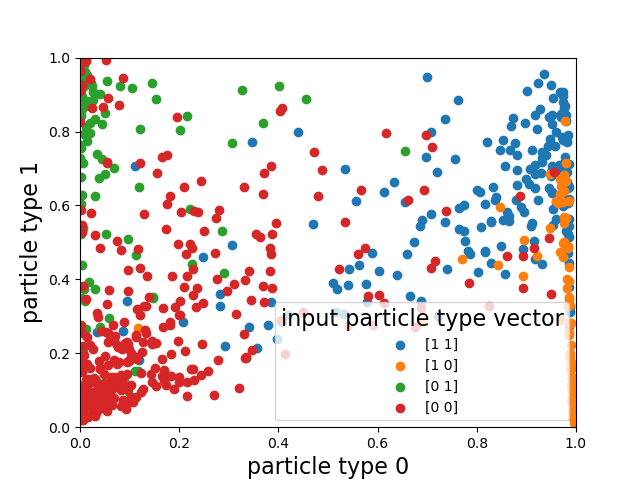 1.0
0.8
0.6
0.4
0.2
0.0
particle type 1
input particle type vector
[1 1]
[1 0]
[0 1]
[0 0]
0.0 0.2 0.4 0.6 0.8 1.0
particle type 0